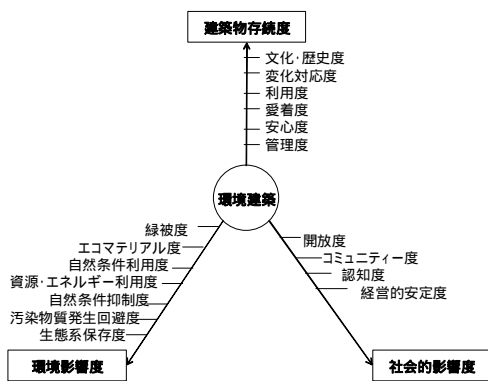 建築物存続度
文化・歴史度
変化対応度
利用度
愛着度
安心度
管理度
環境建築
緑被度
エコマテリアル度
自然条件利用度
資源・エネルギー利用度
自然条件抑制度
汚染物質発生回避度
生態系保存度
開放度
コミュニティー度
認知度
経営的安定度
環境影響度
社会的影響度